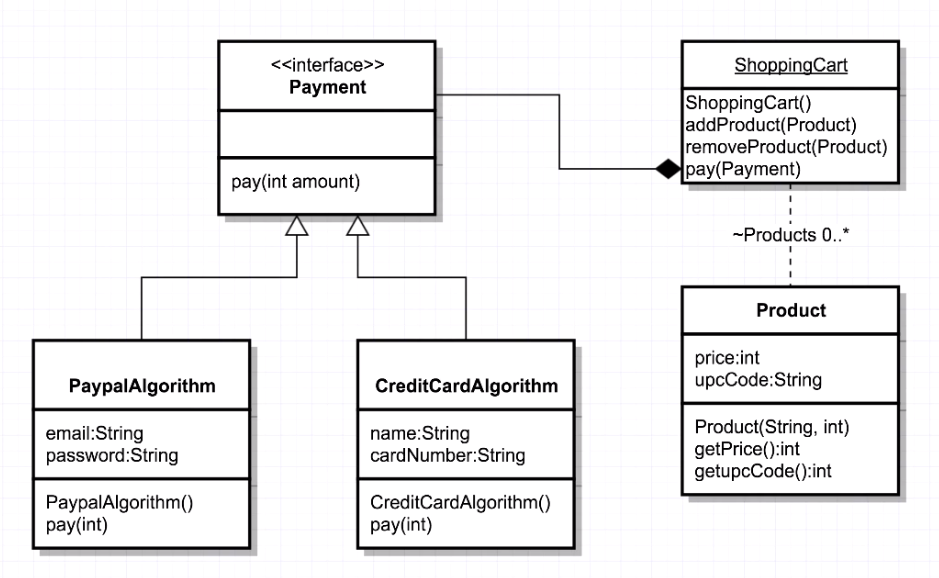 <<interface>>
Payment
pay(int amount)
ShoppingCart
ShoppingCart()
addProduct(Product)
removeProduct(Product)
pay(Payment)
~Products 0..*
Product
price:int
upcCode:String
Product(String, int)
getPrice():int
getupcCode():int
PaypalAlgorithm
email:String
password:String
PaypalAlgorithm()
pay(int)
CreditCardAlgorithm
name:String
cardNumber:String
CreditCardAlgorithm()
pay(int)